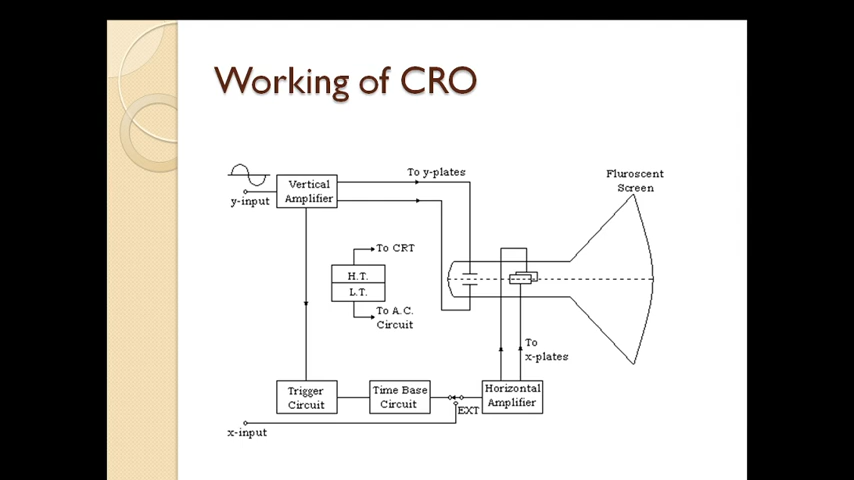 Working of CRO
To y-plates
Fluroscent
Screen
Vertical
Amplifier
y-input
To CRT
H.T.
L.T.
To A.C.
Circuit
To
x-plates
Trigger
Circuit
Time Base
Circuit
Horizontal
Amplifier
EXT
x-input